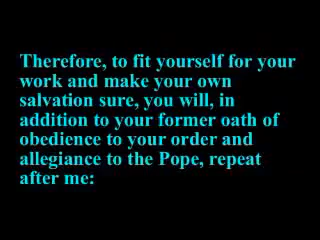 Therefore, to fit yourself for your
work and make your own
salvation sure, you will, in
addition to your former oath of
obedience to your order and
allegiance to the Pope, repeat
after me: